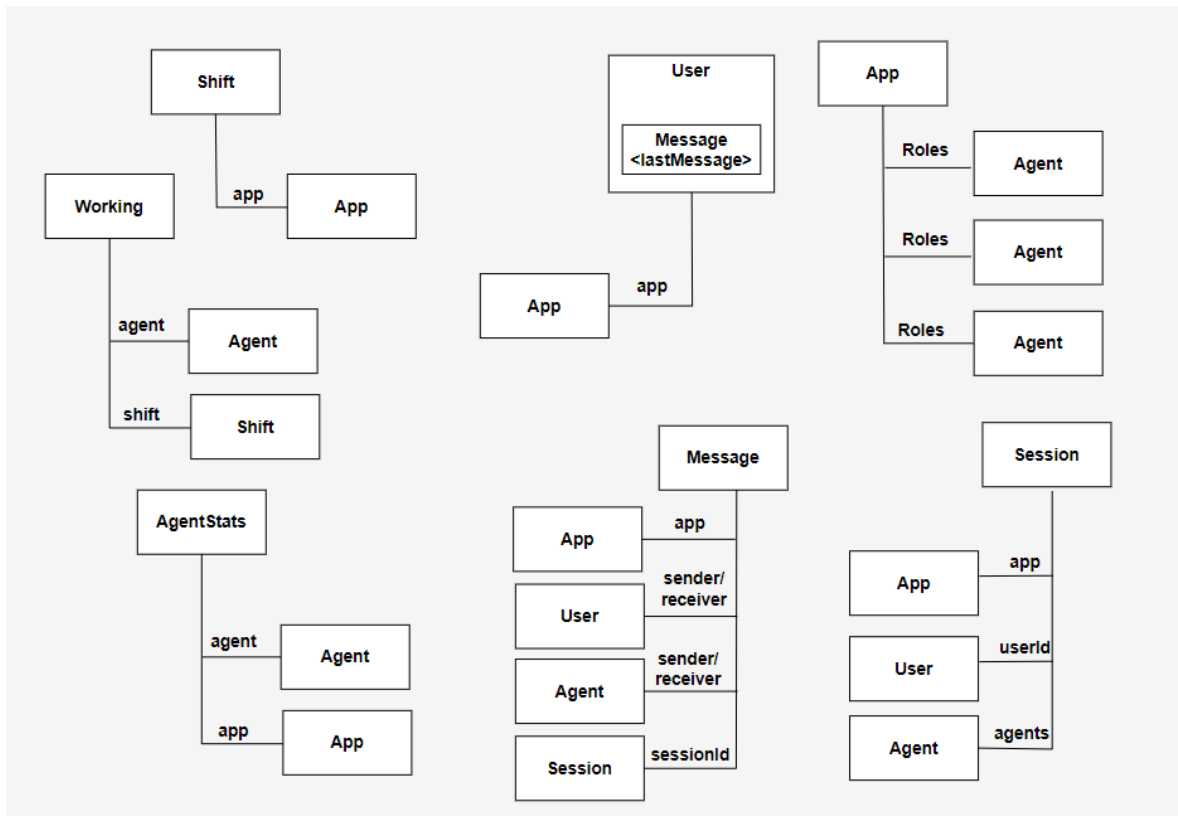 Shift
app
App
Working
agent
Agent
shift
Shift
AgentStats
agent
Agent
app
App
User
Message
<lastMessage>
app
App
App
Roles
Agent
Roles
Agent
Roles
Agent
Message
app
App
sender/
receiver
User
sender/
receiver
Agent
sessionId
Session
Session
app
App
userId
User
agents
Agent